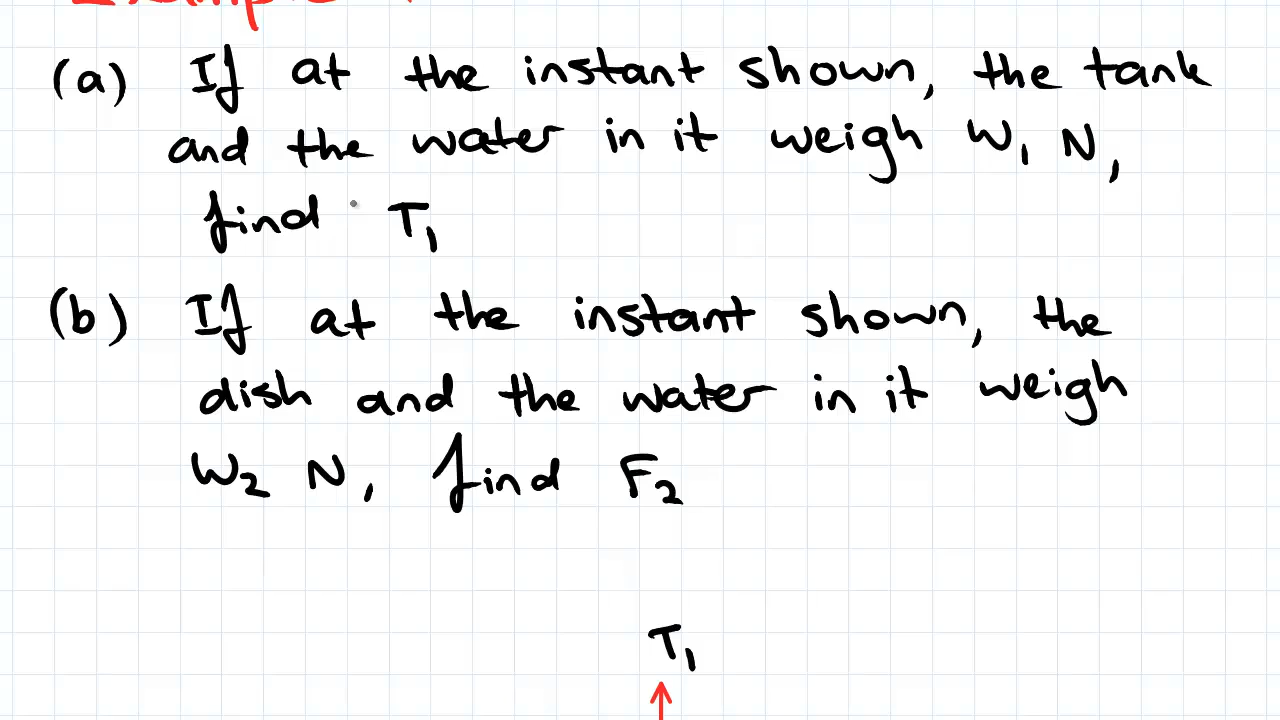 (a) If at the instant shown, the tank
and the water in it weigh W1 N,
find T1
(b) If at the instant shown, the
dish and the water in it weigh
W2 N, find F2
T1